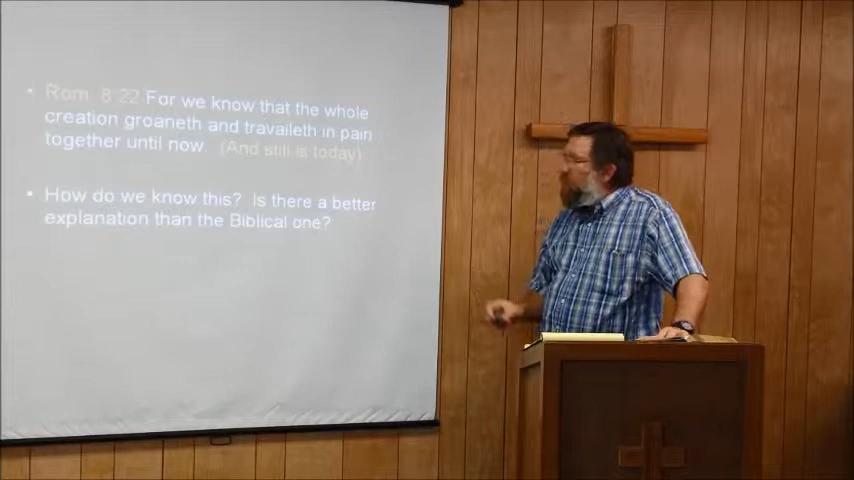 • Rom. 8:22 For we know that the whole
creation groaneth and travaileth in pain
together until now. (And still is today)
• How do we know this? Is there a better
explanation than the Biblical one?